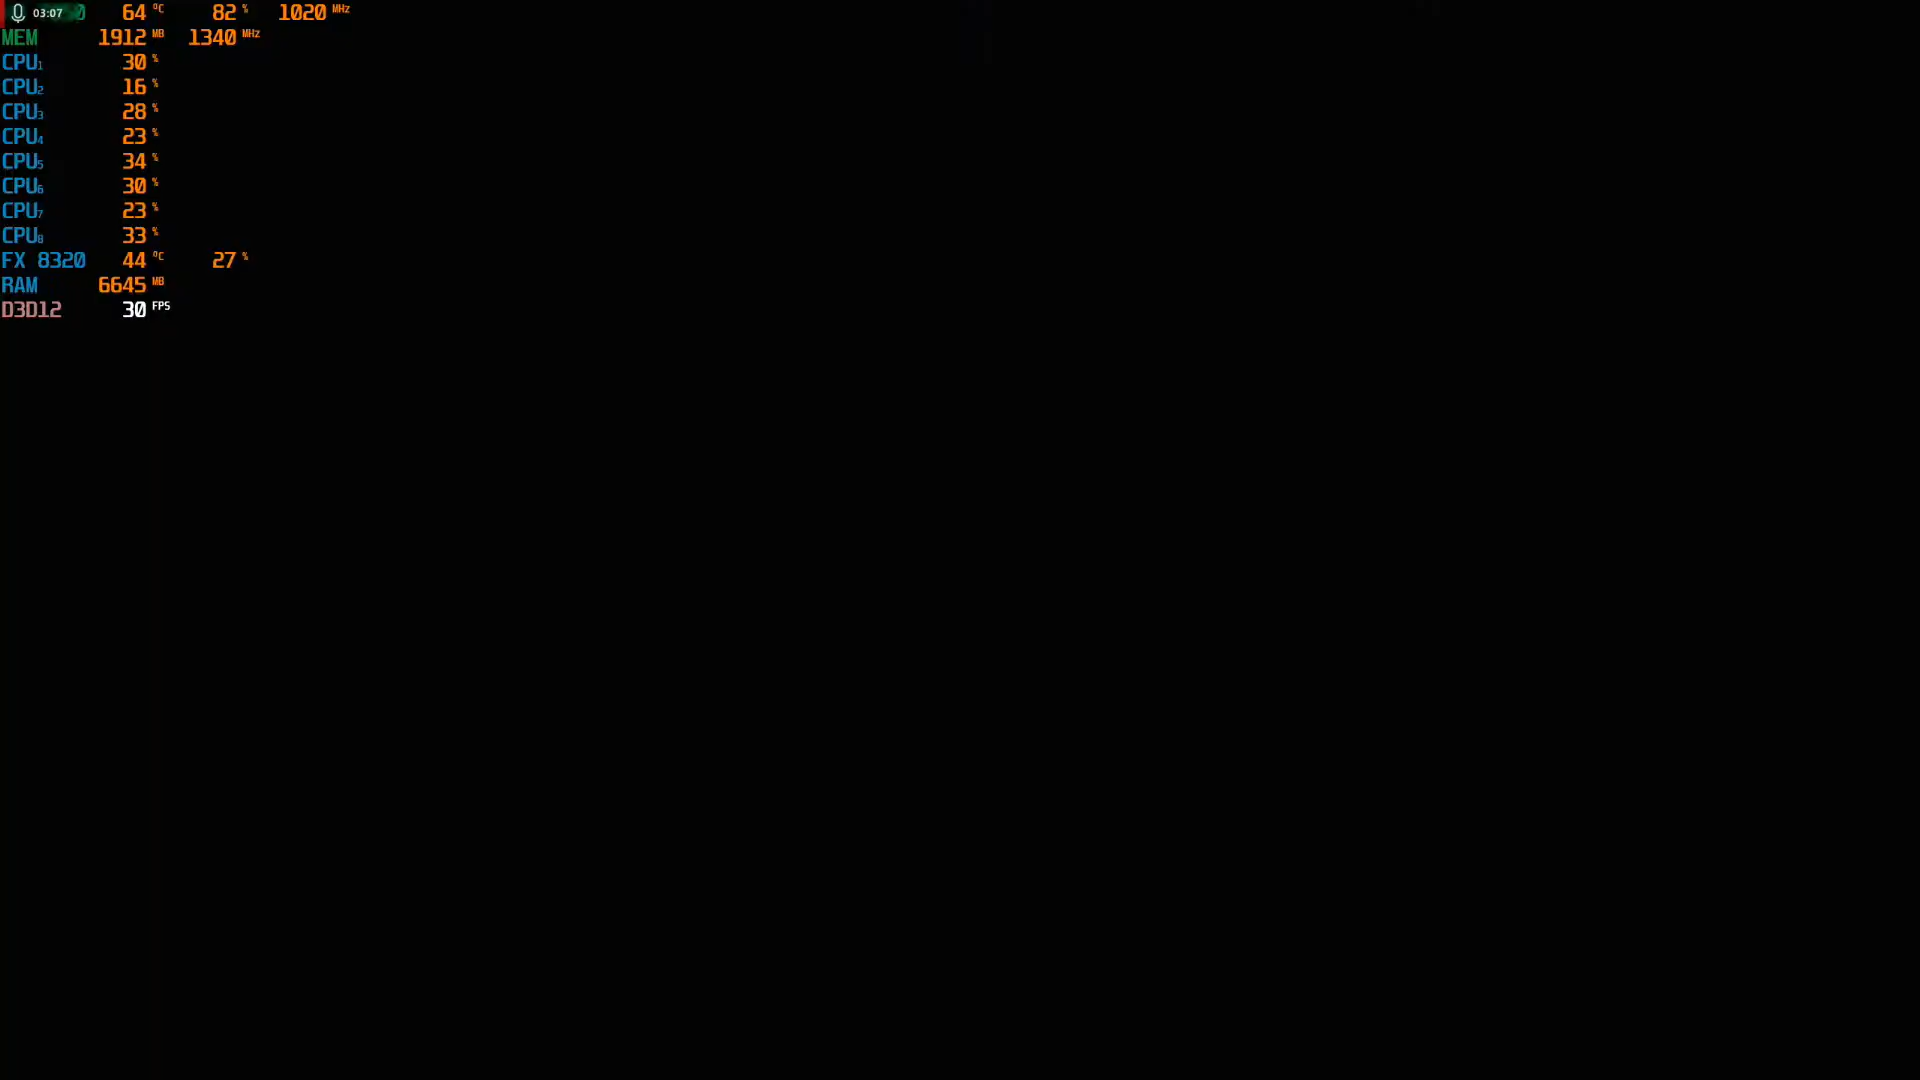 03:07 64 °C 82 % 1020 MHz
MEM 1912 MB 1340 MHz
CPU1 30 %
CPU2 16 %
CPU3 28 %
CPU4 23 %
CPU5 34 %
CPU6 30 %
CPU7 23 %
CPU8 33 %
FX 8320 44 °C 27 %
RAM 6645 MB
D3D12 30 FPS